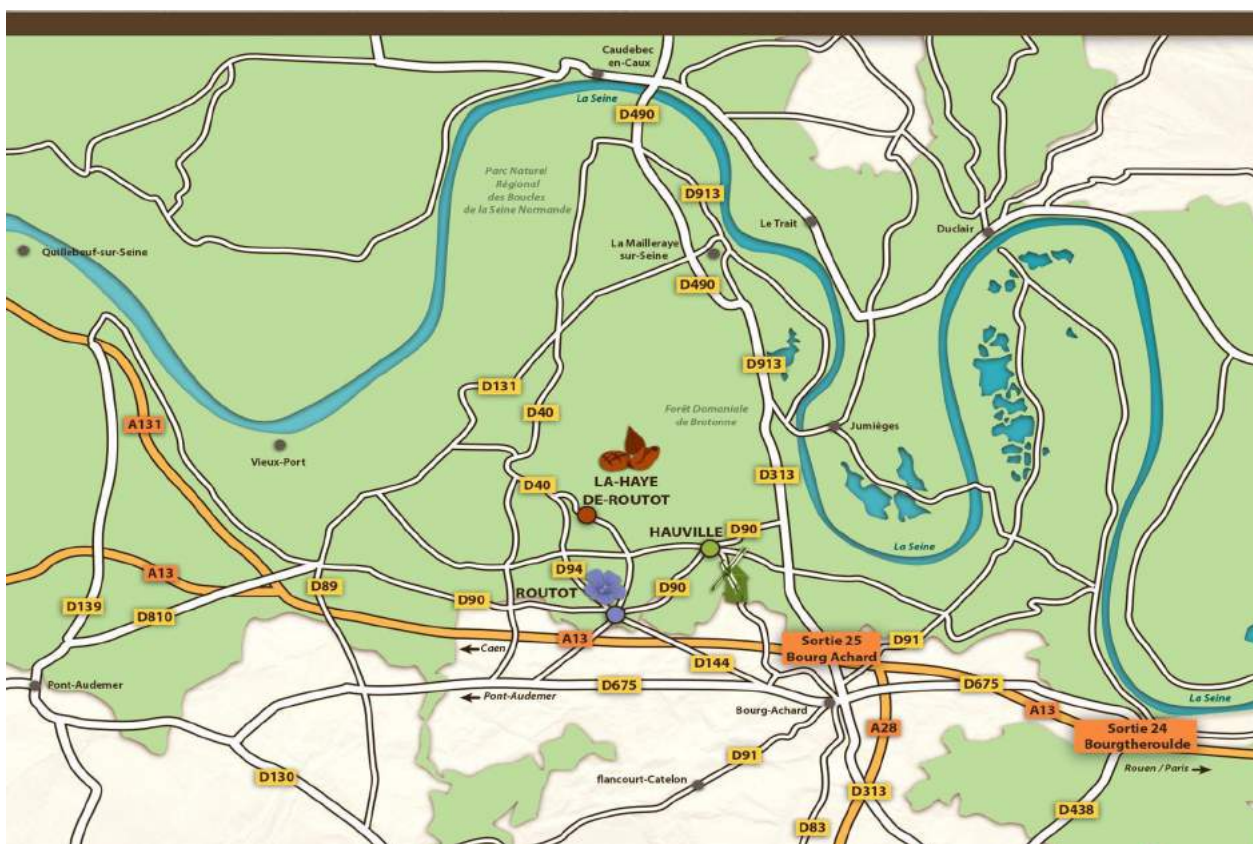 Caudebec
en-Caux
La Seine
D490
Parc Naturel
Régional
des Boucles
de la Seine Normande
D913
Le Trait
Duclair
Quillebeuf-sur-Seine
La Mailleraye
sur-Seine
D490
D913
D131
D40
Forêt Domaniale
de Brotonne
A131
Jumièges
Vieux-Port
D313
LA-HAYE
DE-ROUTOT
D40
HAUVILLE
D90
La Seine
A13
D94
D89
D139
D810
D90
ROUTOT
D90
A13
Caen
Sortie 25
Bourg Achard
D91
D144
Pont-Audemer
D675
Pont-Audemer
D675
La Seine
Bourg-Achard
A13
A28
Sortie 24
Bourgtheroulde
D91
Rouen / Paris
D130
flancourt-Catelon
D313
D438
D83